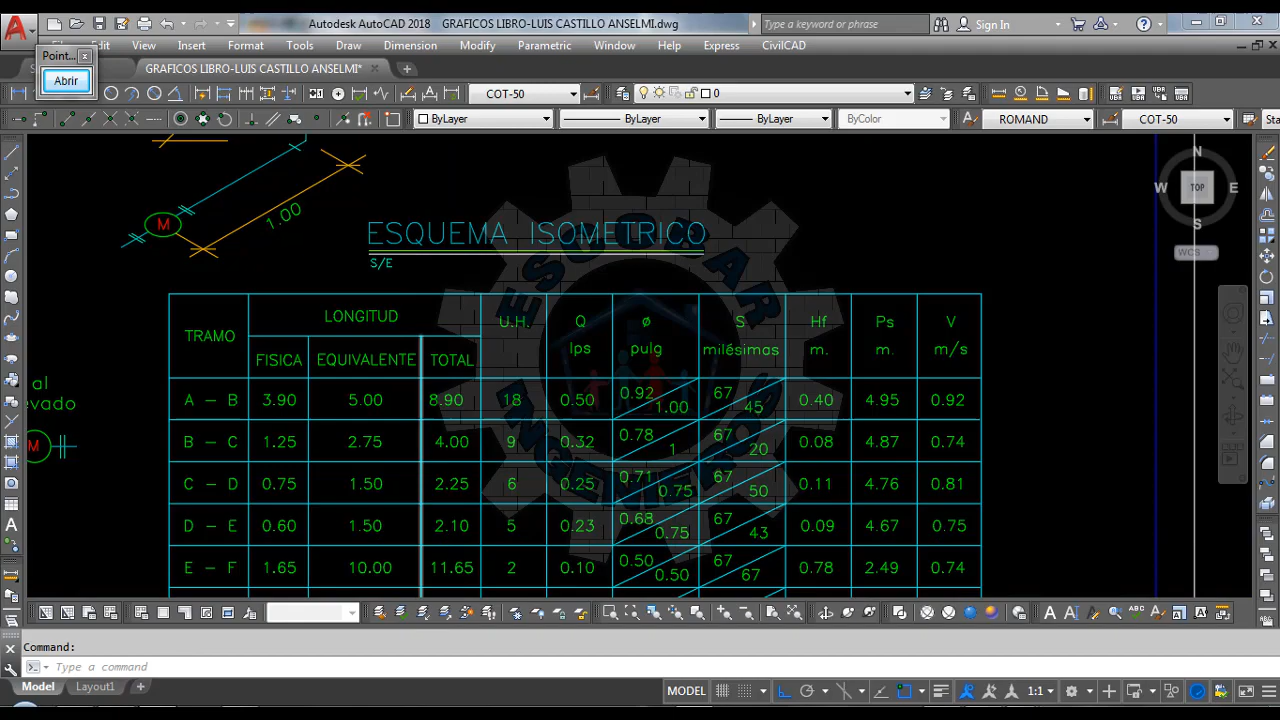 Autodesk AutoCAD 2018 GRAFICOS LIBRO-LUIS CASTILLO ANSELMI.dwg
Type a keyword or phrase
Sign In
Point...
Edit View Insert Format Tools Draw Dimension Modify Parametric Window Help Express CivilCAD
Abrir
GRAFICOS LIBRO-LUIS CASTILLO ANSELMI*
COT-50
0
ByLayer
ByLayer
ByLayer
ByColor
ROMAND
COT-50
Sta
N
W TOP E
S
WCS
M
1.00
ESQUEMA ISOMETRICO
S/E
ESUCAD AR
TRAMO LONGITUD U.H. Q lps ø pulg S milésimas Hf m. Ps m. V m/s
FISICA EQUIVALENTE TOTAL
A - B 3.90 5.00 8.90 18 0.50 0.92 1.00 67 45 0.40 4.95 0.92
B - C 1.25 2.75 4.00 9 0.32 0.78 1 67 20 0.08 4.87 0.74
C - D 0.75 1.50 2.25 6 0.25 0.71 0.75 67 50 0.11 4.76 0.81
D - E 0.60 1.50 2.10 5 0.23 0.68 0.75 67 43 0.09 4.67 0.75
E - F 1.65 10.00 11.65 2 0.10 0.50 0.50 67 67 0.78 2.49 0.74
al
evado
M
Command:
Type a command
Model Layout1
MODEL
1:1